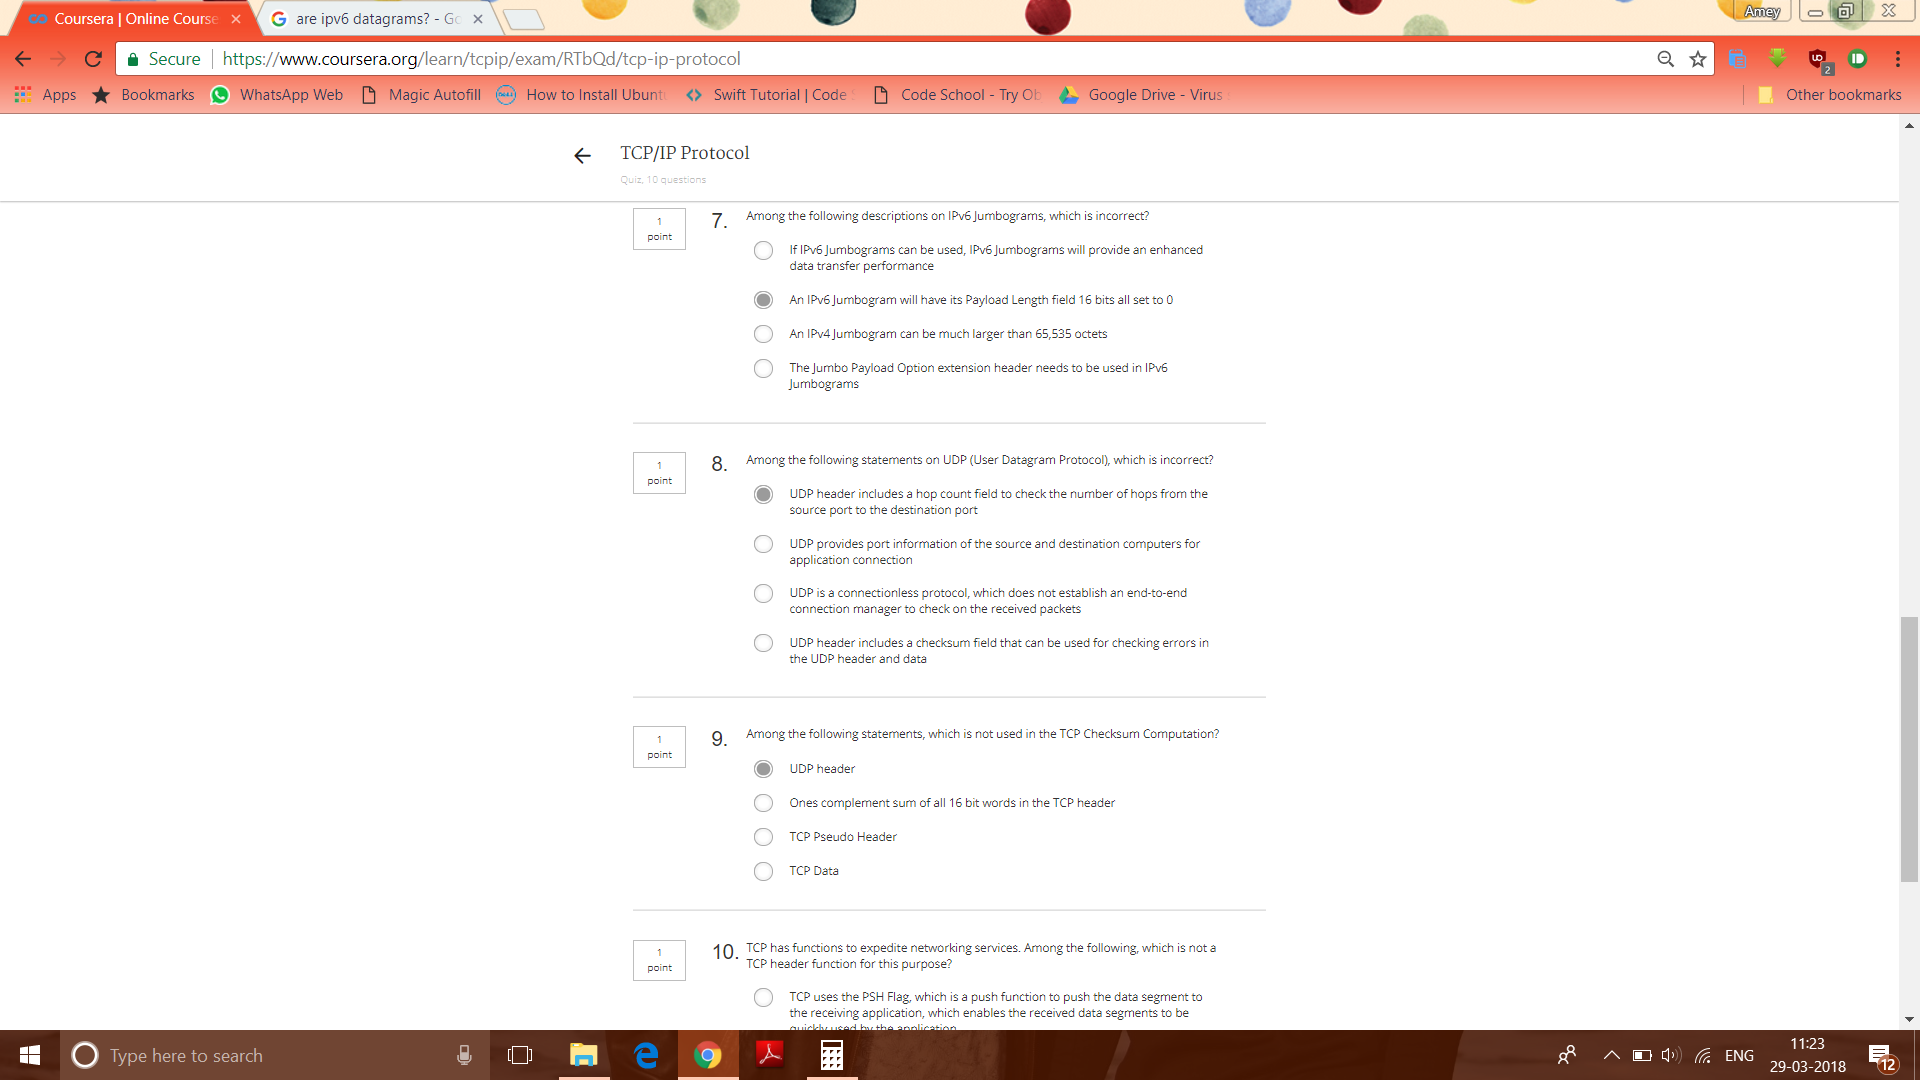 Coursera | Online Course
are ipv6 datagrams? - Go
Amey
Secure
https://www.coursera.org/learn/tcpip/exam/RTbQd/tcp-ip-protocol
2
Apps
Bookmarks
WhatsApp Web
Magic Autofill
How to Install Ubunt
Swift Tutorial | Code
Code School - Try Ob
Google Drive - Virus
Other bookmarks
TCP/IP Protocol
Quiz, 10 questions
1
point
7.
Among the following descriptions on IPv6 Jumbograms, which is incorrect?
If IPv6 Jumbograms can be used, IPv6 Jumbograms will provide an enhanced
data transfer performance
An IPv6 Jumbogram will have its Payload Length field 16 bits all set to 0
An IPv4 Jumbogram can be much larger than 65,535 octets
The Jumbo Payload Option extension header needs to be used in IPv6
Jumbograms
1
point
8.
Among the following statements on UDP (User Datagram Protocol), which is incorrect?
UDP header includes a hop count field to check the number of hops from the
source port to the destination port
UDP provides port information of the source and destination computers for
application connection
UDP is a connectionless protocol, which does not establish an end-to-end
connection manager to check on the received packets
UDP header includes a checksum field that can be used for checking errors in
the UDP header and data
1
point
9.
Among the following statements, which is not used in the TCP Checksum Computation?
UDP header
Ones complement sum of all 16 bit words in the TCP header
TCP Pseudo Header
TCP Data
1
point
10.
TCP has functions to expedite networking services. Among the following, which is not a
TCP header function for this purpose?
TCP uses the PSH Flag, which is a push function to push the data segment to
the receiving application, which enables the received data segments to be
quickly used by the application
Type here to search
ENG
11:23
29-03-2018
12